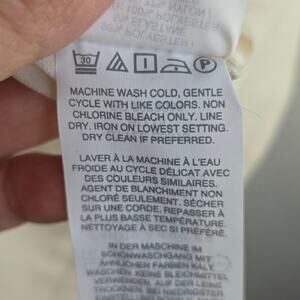 30
P
MACHINE WASH COLD, GENTLE
CYCLE WITH LIKE COLORS. NON
CHLORINE BLEACH ONLY. LINE
DRY. IRON ON LOWEST SETTING.
DRY CLEAN IF PREFERRED.
LAVER À LA MACHINE À L'EAU
FROIDE AU CYCLE DÉLICAT AVEC
DES COULEURS SIMILAIRES.
AGENT DE BLANCHIMENT NON
CHLORÉ SEULEMENT. SÉCHER
SUR UNE CORDE. REPASSER À
LA PLUS BASSE TEMPÉRATURE.
NETTOYAGE À SEC SI PRÉFÉRÉ.
IN DER MASCHINE IM
SCHONWASCHGANG MIT
ÄHNLICHEN FARBEN KALT
WASCHEN. KEINE BLEICHMITTEL